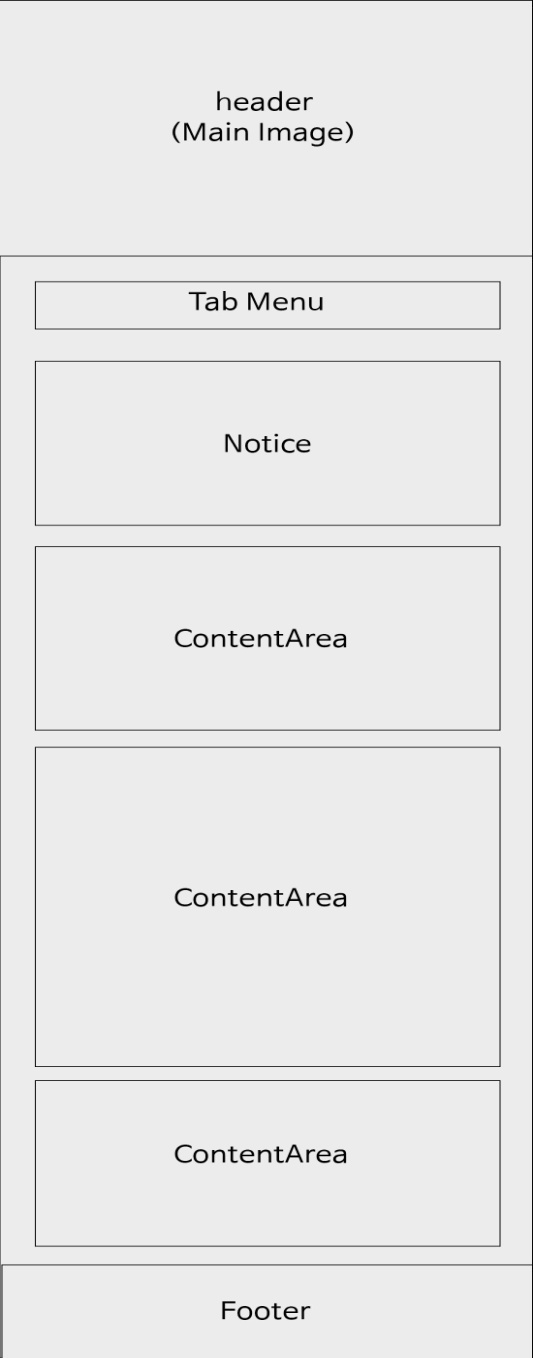 header
(Main Image)
Tab Menu
Notice
ContentArea
ContentArea
ContentArea
Footer